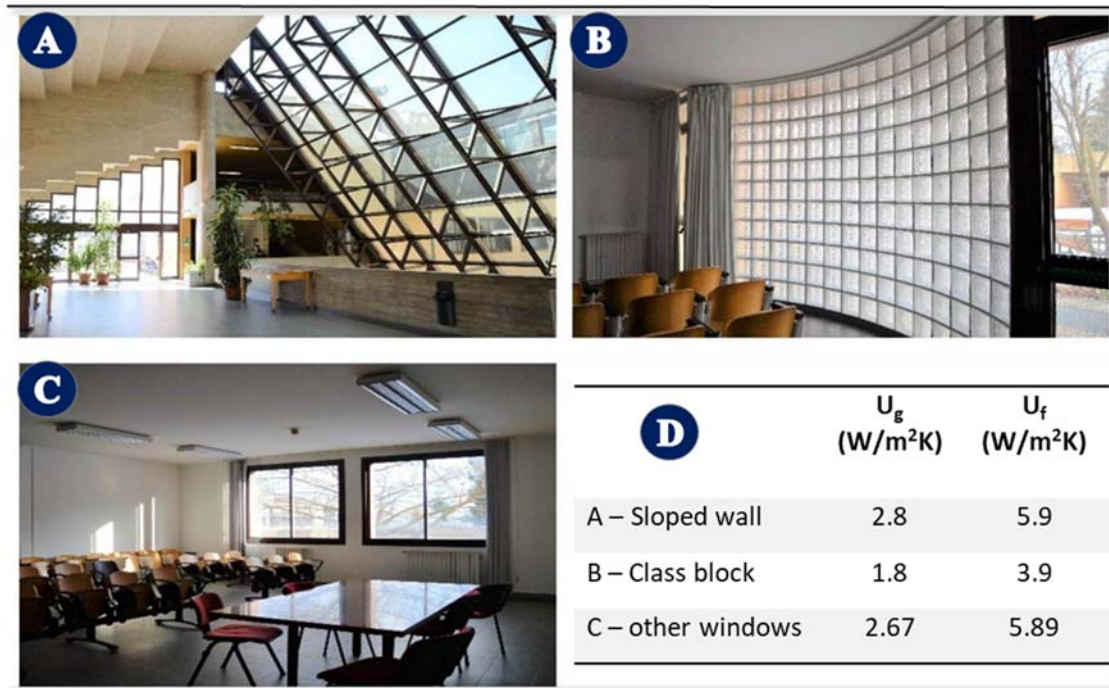 A
B
C
D
U_g U_f
(W/m²K) (W/m²K)
A – Sloped wall 2.8 5.9
B – Class block 1.8 3.9
C – other windows 2.67 5.89